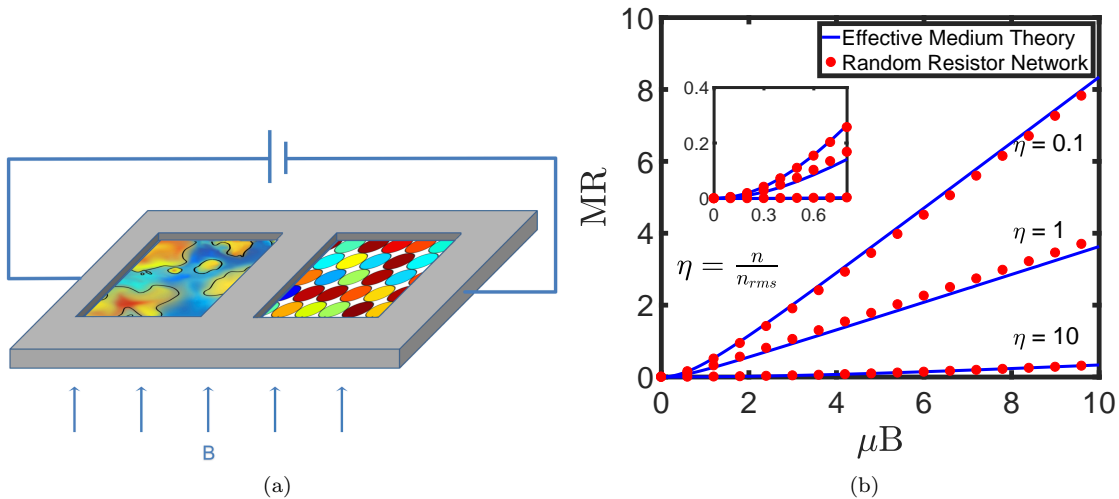 B
(a)
10
8
6
4
2
0
MR
0
2
4
6
8
10
μB
Effective Medium Theory
Random Resistor Network
0.4
0.2
0
0
0.3
0.6
η = n/n_rms
η = 0.1
η = 1
η = 10
(b)